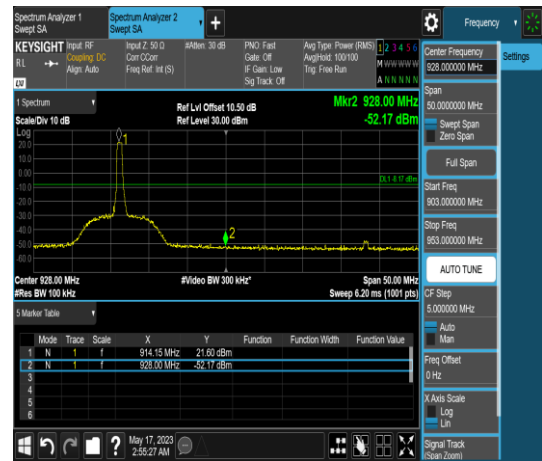 Spectrum Analyzer 1
Swept SA
Spectrum Analyzer 2
Swept SA
+
Frequency
KEYSIGHT
RL
Input: RF
Coupling: DC
Align: Auto
Input Z: 50 Ω
Corr CCorr
Freq Ref: Int (S)
#Atten: 30 dB
PNO: Fast
Gate: Off
IF Gain: Low
Sig Track: Off
Avg Type: Power (RMS)
Avg|Hold: 100/100
Trig: Free Run
1 2 3 4 5 6
M W W W W W
A N N N N N
LXI
1 Spectrum
Scale/Div 10 dB
Ref Lvl Offset 10.50 dB
Ref Level 30.00 dBm
Mkr2 928.00 MHz
-52.17 dBm
Log
20.0
10.0
0.00
-10.0
-20.0
-30.0
-40.0
-50.0
-60.0
1
2
DL1 -8.17 dBm
Center 928.00 MHz
#Video BW 300 kHz*
Span 50.00 MHz
#Res BW 100 kHz
Sweep 6.20 ms (1001 pts)
5 Marker Table
Mode Trace Scale X Y Function Function Width Function Value
1 N 1 f 914.15 MHz 21.60 dBm
2 N 1 f 928.00 MHz -52.17 dBm
3
4
5
6
?
May 17, 2023
2:55:27 AM
Center Frequency
928.000000 MHz
Settings
Span
50.0000000 MHz
Swept Span
Zero Span
Full Span
Start Freq
903.000000 MHz
Stop Freq
953.000000 MHz
AUTO TUNE
CF Step
5.000000 MHz
Auto
Man
Freq Offset
0 Hz
X Axis Scale
Log
Lin
Signal Track
(Span Zoom)